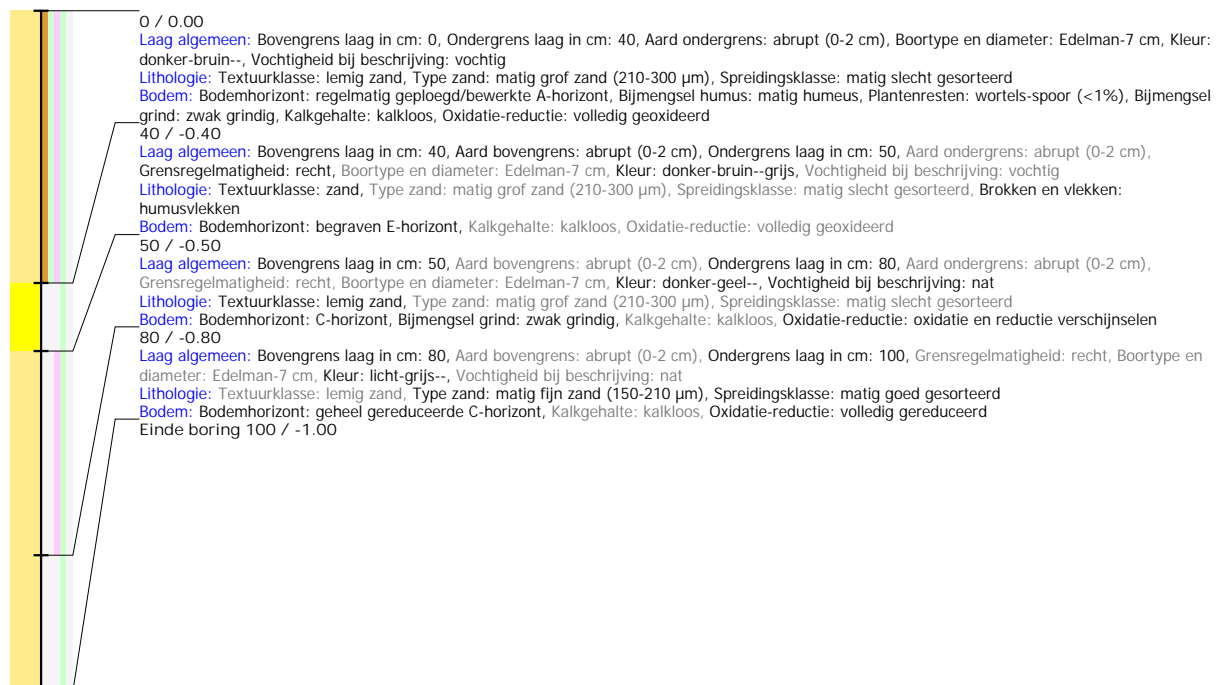 0 / 0.00
Laag algemeen: Bovengrens laag in cm: 0, Ondergrens laag in cm: 40, Aard ondergrens: abrupt (0-2 cm), Boortype en diameter: Edelman-7 cm, Kleur:
donker-bruin--, Vochtigheid bij beschrijving: vochtig
Lithologie: Textuurklasse: lemig zand, Type zand: matig grof zand (210-300 µm), Spreidingsklasse: matig slecht gesorteerd
Bodem: Bodemhorizont: regelmatig geploegd/bewerkte A-horizont, Bijmengsel humus: matig humeus, Plantenresten: wortels-spoor (<1%), Bijmengsel
grind: zwak grindig, Kalkgehalte: kalkloos, Oxidatie-reductie: volledig geoxideerd
40 / -0.40
Laag algemeen: Bovengrens laag in cm: 40, Aard bovengrens: abrupt (0-2 cm), Ondergrens laag in cm: 50, Aard ondergrens: abrupt (0-2 cm),
Grensregelmatigheid: recht, Boortype en diameter: Edelman-7 cm, Kleur: donker-bruin--grijs, Vochtigheid bij beschrijving: vochtig
Lithologie: Textuurklasse: zand, Type zand: matig grof zand (210-300 µm), Spreidingsklasse: matig slecht gesorteerd, Brokken en vlekken:
humusvlekken
Bodem: Bodemhorizont: begraven E-horizont, Kalkgehalte: kalkloos, Oxidatie-reductie: volledig geoxideerd
50 / -0.50
Laag algemeen: Bovengrens laag in cm: 50, Aard bovengrens: abrupt (0-2 cm), Ondergrens laag in cm: 80, Aard ondergrens: abrupt (0-2 cm),
Grensregelmatigheid: recht, Boortype en diameter: Edelman-7 cm, Kleur: donker-geel--, Vochtigheid bij beschrijving: nat
Lithologie: Textuurklasse: lemig zand, Type zand: matig grof zand (210-300 µm), Spreidingsklasse: matig slecht gesorteerd
Bodem: Bodemhorizont: C-horizont, Bijmengsel grind: zwak grindig, Kalkgehalte: kalkloos, Oxidatie-reductie: oxidatie en reductie verschijnselen
80 / -0.80
Laag algemeen: Bovengrens laag in cm: 80, Aard bovengrens: abrupt (0-2 cm), Ondergrens laag in cm: 100, Grensregelmatigheid: recht, Boortype en
diameter: Edelman-7 cm, Kleur: licht-grijs--, Vochtigheid bij beschrijving: nat
Lithologie: Textuurklasse: lemig zand, Type zand: matig fijn zand (150-210 µm), Spreidingsklasse: matig goed gesorteerd
Bodem: Bodemhorizont: geheel gereduceerde C-horizont, Kalkgehalte: kalkloos, Oxidatie-reductie: volledig gereduceerd
Einde boring 100 / -1.00